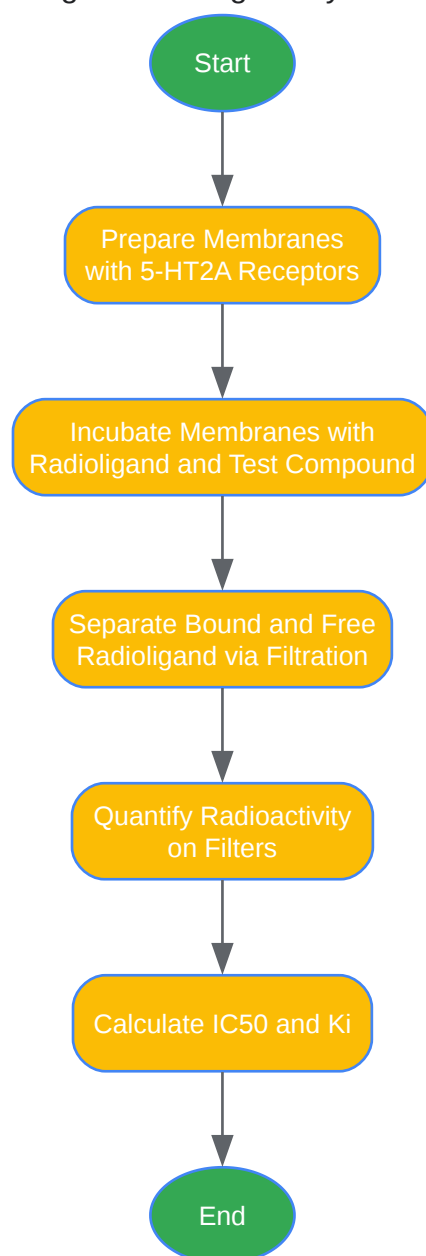 Start
Prepare Membranes
with 5-HT2A Receptors
Incubate Membranes with
Radioligand and Test Compound
Separate Bound and Free
Radioligand via Filtration
Quantify Radioactivity
on Filters
Calculate IC50 and Ki
End